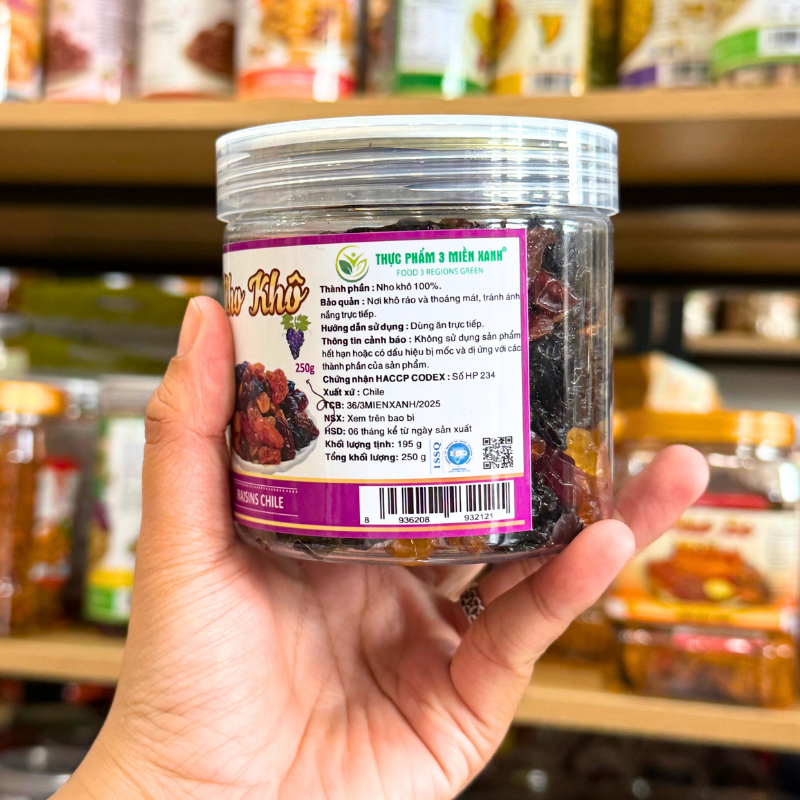 THỰC PHẨM 3 MIỀN XANH®
FOOD 3 REGIONS GREEN
Nho Khô
250g
RAISINS CHILE
Thành phần : Nho khô 100%.
Bảo quản : Nơi khô ráo và thoáng mát, tránh ánh
nắng trực tiếp.
Hướng dẫn sử dụng : Dùng ăn trực tiếp.
Thông tin cảnh báo : Không sử dụng sản phẩm
hết hạn hoặc có dấu hiệu bị mốc và dị ứng với các
thành phần của sản phẩm.
Chứng nhận HACCP CODEX : Số HP 234
Xuất xứ : Chile
TCB: 36/3MIENXANH/2025
NSX: Xem trên bao bì
HSD: 06 tháng kể từ ngày sản xuất
Khối lượng tịnh: 195 g
Tổng khối lượng: 250 g
ISSQ
8 936208 932121